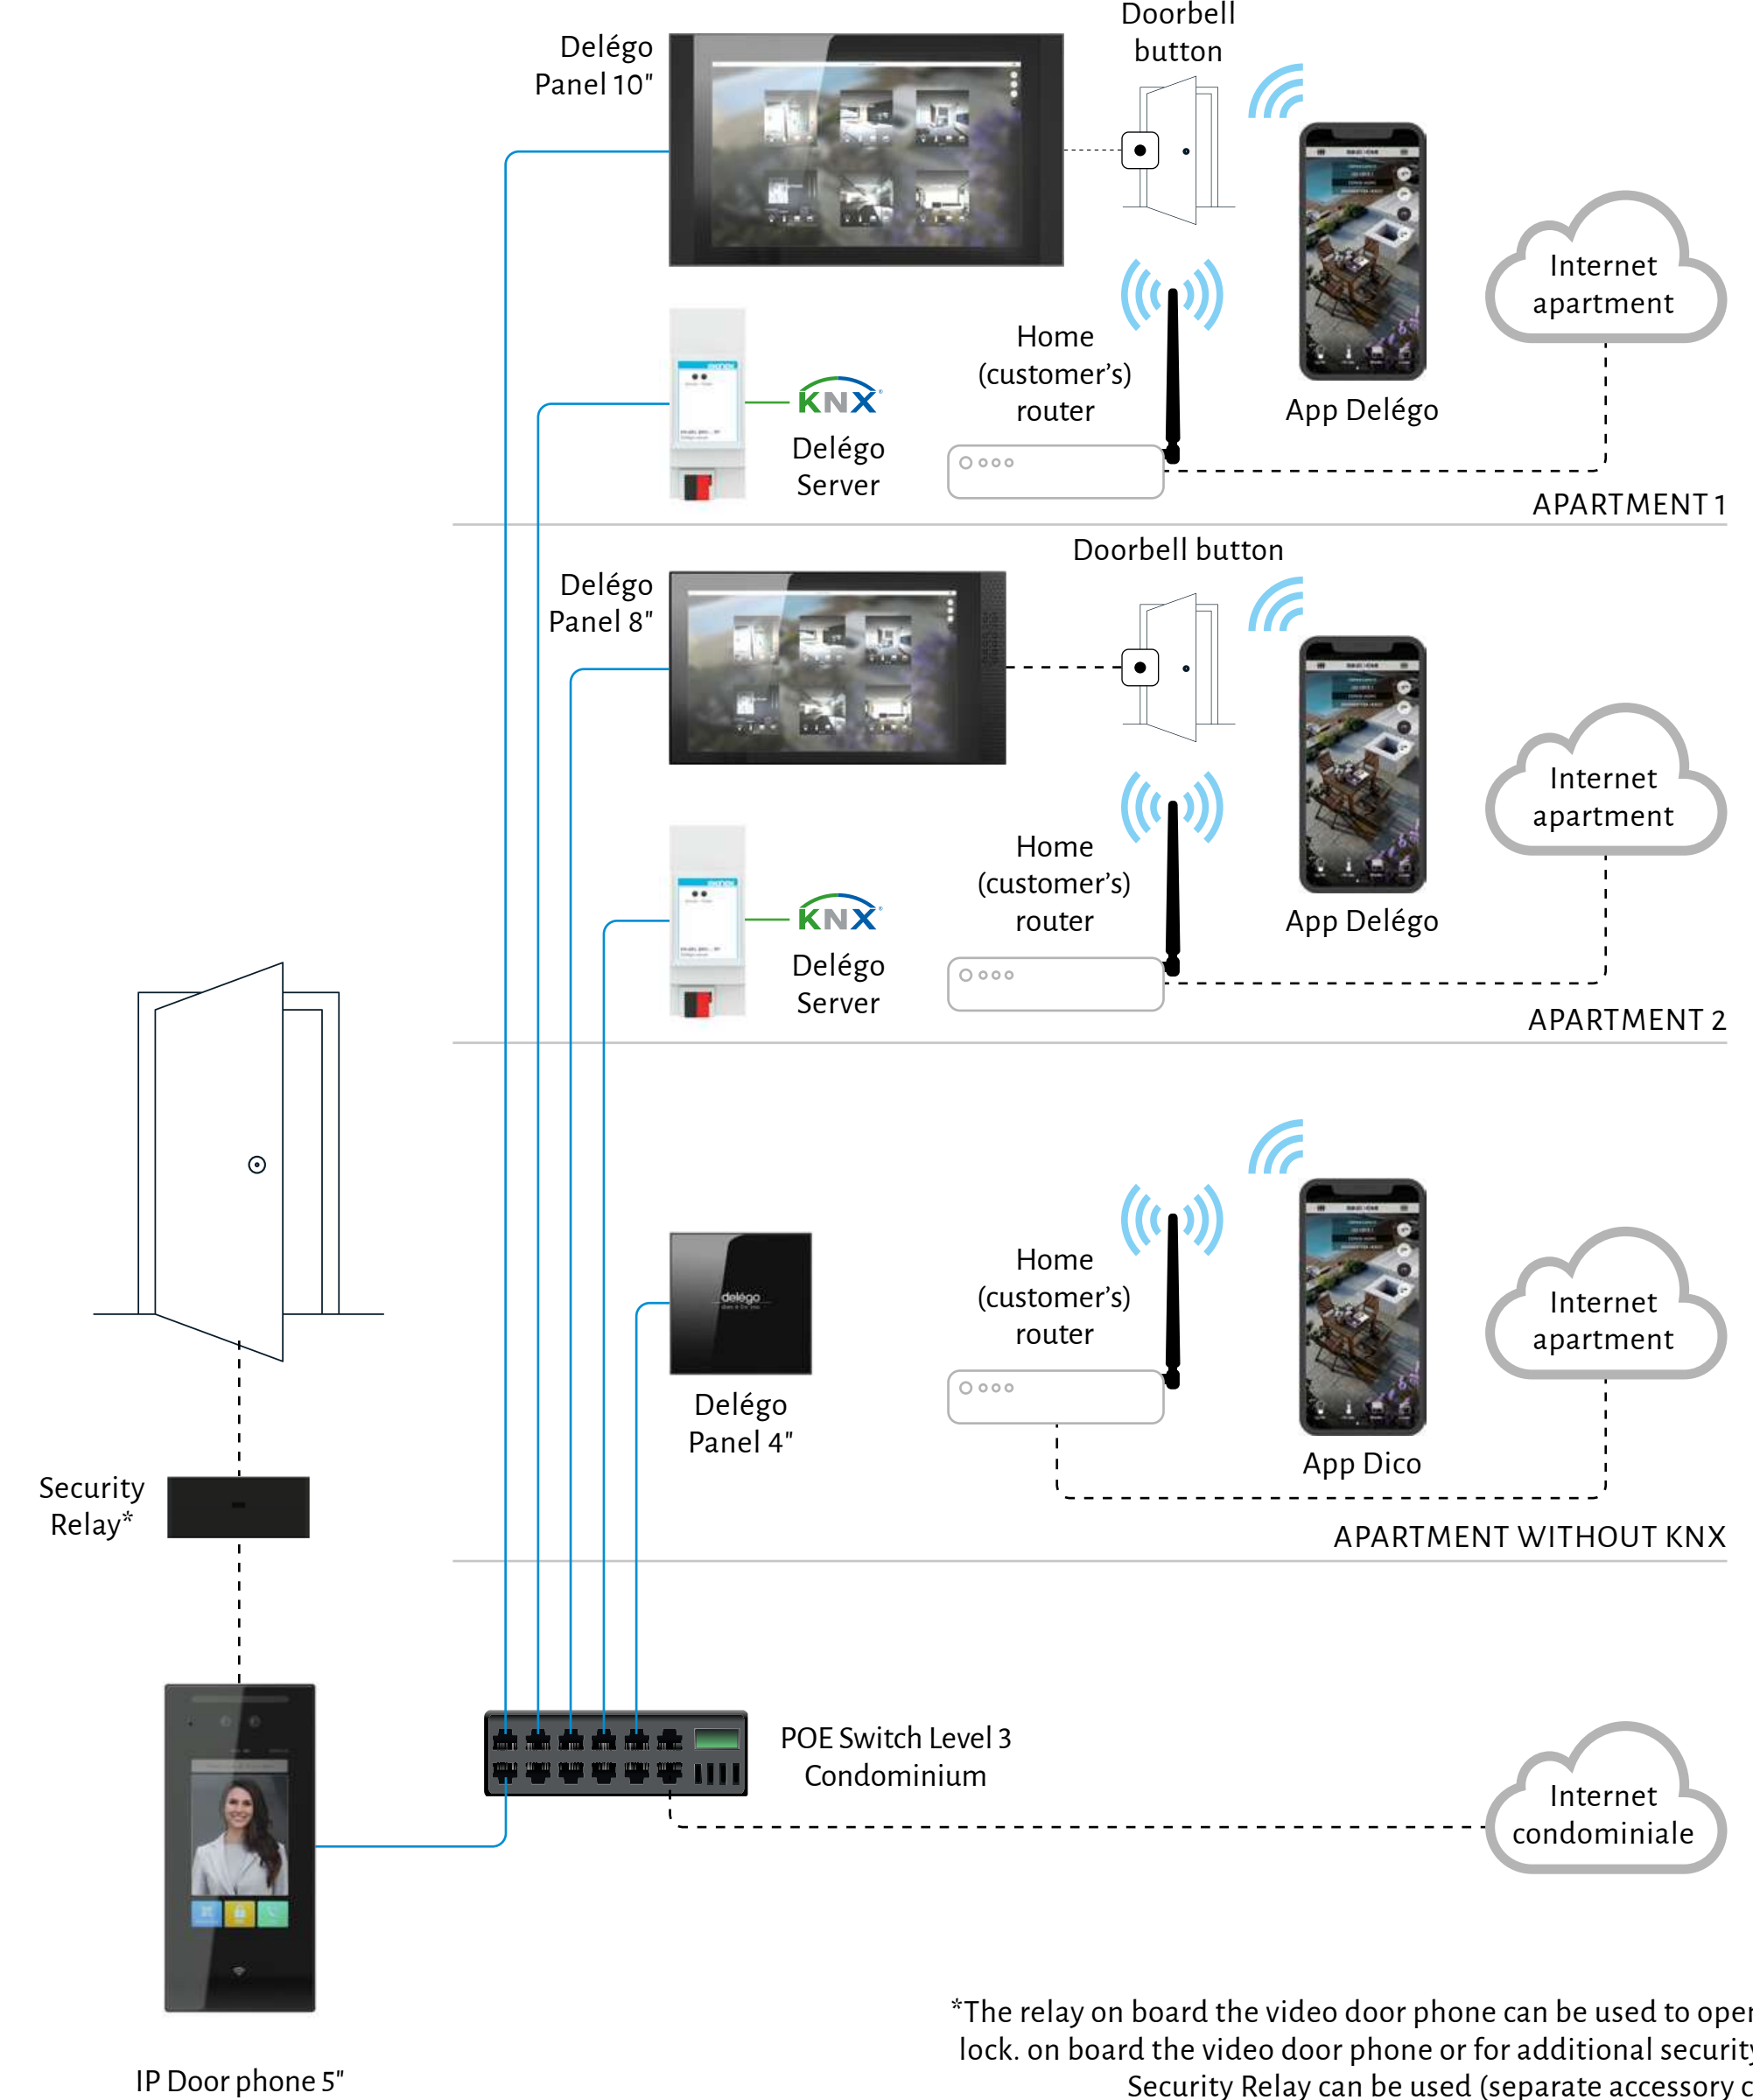 Doorbell
button
Delégo
Panel 10"
Internet
apartment
Home
(customer's)
router
KNX
App Delégo
Delégo
Server
APARTMENT 1
Doorbell button
Delégo
Panel 8"
Internet
apartment
Home
(customer's)
router
KNX
App Delégo
Delégo
Server
APARTMENT 2
delégo
Home
(customer's)
router
Internet
apartment
Delégo
Panel 4"
App Dico
Security
Relay*
APARTMENT WITHOUT KNX
POE Switch Level 3
Condominium
Internet
condominiale
*The relay on board the video door phone can be used to open
lock. on board the video door phone or for additional security
Security Relay can be used (separate accessory c
IP Door phone 5"